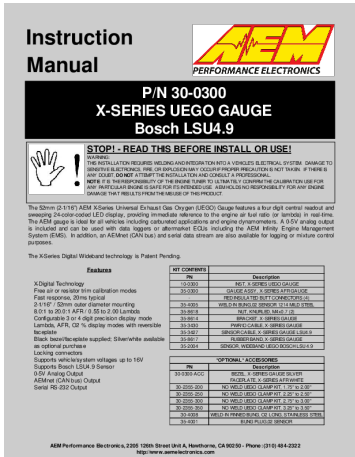 Instruction
Manual
AEM
PERFORMANCE ELECTRONICS
P/N 30-0300
X-SERIES UEGO GAUGE
Bosch LSU4.9
STOP! - READ THIS BEFORE INSTALL OR USE!
WARNING:
THIS INSTALLATION REQUIRES WELDING AND INTEGRATION INTO A VEHICLE'S ELECTRICAL SYSTEM. DAMAGE TO
SENSITIVE ELECTRONICS, FIRE, OR EXPLOSION MAY OCCUR IF PROPER PRECAUTION IS NOT TAKEN. IF THERE IS
ANY DOUBT, DO NOT ATTEMPT THE INSTALLATION AND CONSULT A PROFESSIONAL.
NOTE: IT IS THE RESPONSIBILITY OF THE ENGINE TUNER TO ULTIMATELY CONFIRM THE CALIBRATION USE FOR
ANY PARTICULAR ENGINE IS SAFE FOR ITS INTENDED USE. AEM HOLDS NO RESPONSIBILITY FOR ANY ENGINE
DAMAGE THAT RESULTS FROM THE MISUSE OF THIS PRODUCT.
The 52mm (2-1/16") AEM X-Series Universal Exhaust Gas Oxygen (UEGO) Gauge features a four digit central readout and
sweeping 24-color-coded LED display, providing immediate reference to the engine air fuel ratio (or lambda) in real-time.
The AEM gauge is ideal for all vehicles including carbureted applications and engine dynamometers. A 0-5V analog output
is included and can be used with data loggers or aftermarket ECUs including the AEM Infinity Engine Management
System (EMS). In addition, an AEMnet (CAN bus) and serial data stream are also available for logging or mixture control
purposes.
The X-Series Digital Wideband technology is Patent Pending.
Features
X-Digital Technology
Free air or resistor trim calibration modes
Fast response, 20ms typical
2-1/16" / 52mm outer diameter mounting
8.0:1 to 20.0:1 AFR / 0.55 to 2.00 Lambda
Configurable 3 or 4 digit precision display mode
Lambda, AFR, O2 % display modes with reversible
faceplate
Black bezel/faceplate supplied; Silver/white available
as optional purchase
Locking connectors
Supports vehicle/system voltages up to 16V
Supports Bosch LSU4.9 Sensor
0-5V Analog Output
AEMnet (CAN bus) Output
Serial RS-232 Output
KIT CONTENTS
PN Description
10-0300 INST, X-SERIES UEGO GAUGE
30-0300 GAUGE ASSY, X-SERIES AFR GAUGE
RED INSULATED BUTT CONNECTORS (4)
35-4005 WELD IN BUNG,O2 SENSOR 1214 MILD STEEL
35-8618 NUT, KNURLED, M4x0.7 (2)
35-8614 BRACKET, X-SERIES GAUGE
35-3430 PWR/IO CABLE, X-SERIES GAUGE
35-3427 SENSOR CABLE, X-SERIES GAUGE LSU4.9
35-8617 RUBBER BAND, X-SERIES GAUGE
35-2004 SENSOR, WIDEBAND UEGO BOSCH LSU4.9
*OPTIONAL* ACCESSORIES
PN Description
30-0300-ACC BEZEL, X-SERIES GAUGE SILVER
FACEPLATE, X-SERIES AFR WHITE
30-2355-200 NO WELD UEGO CLAMP KIT, 1.75" to 2.00"
30-2355-250 NO WELD UEGO CLAMP KIT, 2.25" to 2.50"
30-2355-300 NO WELD UEGO CLAMP KIT, 2.75" to 3.00"
30-2355-350 NO WELD UEGO CLAMP KIT, 3.25" to 3.50"
30-4008 WELD IN FINNED BUNG, O2 LONG, STAINLESS STEEL
35-4001 BUNG PLUG,O2 SENSOR
AEM Performance Electronics, 2205 126th Street Unit A, Hawthorne, CA 90250 - Phone: (310) 484-2322
http://www.aemelectronics.com